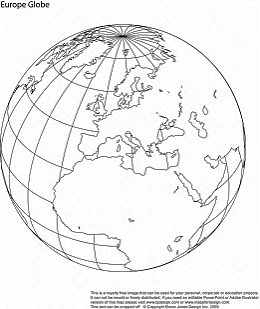 Europe Globe
This is a royalty free image that can be used for your personal, corporate or education projects.
It can not be resold or freely distributed, if you need an editable PowerPoint or Adobe Illustrator
version of this map please visit www.bjdesign.com or www.mapsfordesign.com.
This text can be cropped off. © Copyright Bruce Jones Design Inc. 2009